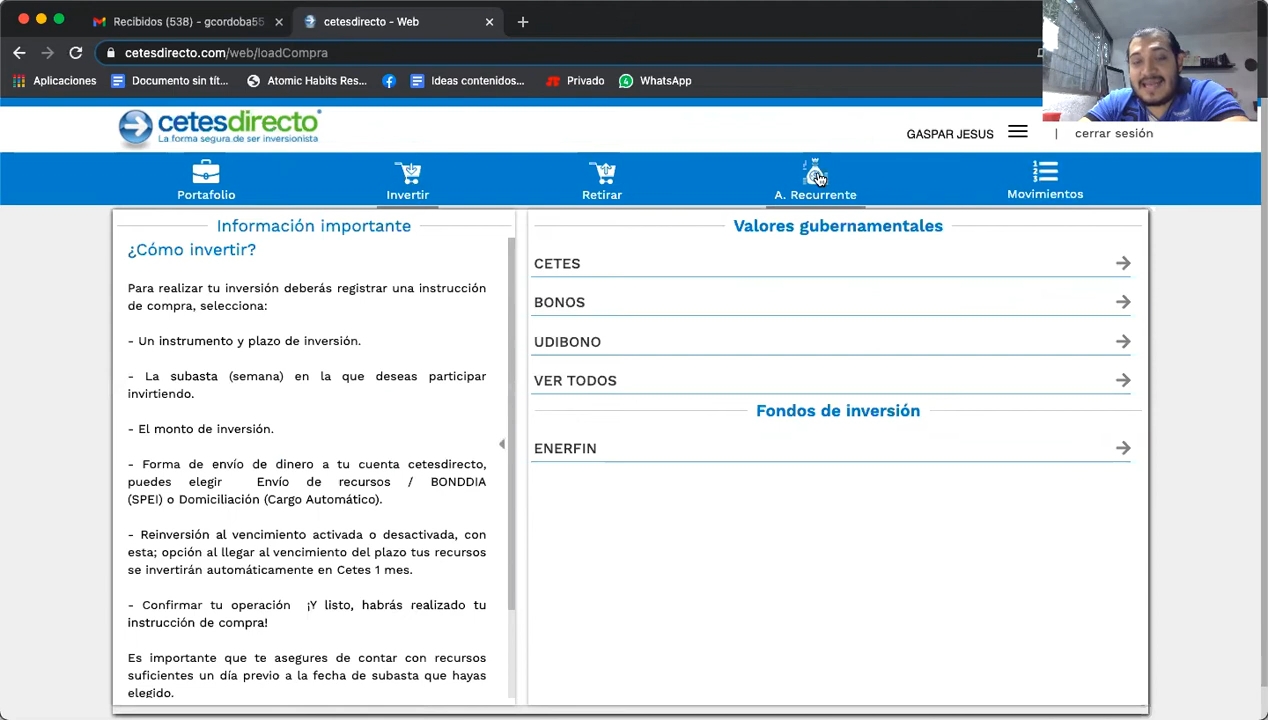 Recibidos (538) - gcordoba55
cetesdirecto - Web
cetesdirecto.com/web/loadCompra
Aplicaciones
Documento sin tít...
Atomic Habits Res...
Ideas contenidos...
Privado
WhatsApp
cetesdirecto
La forma segura de ser inversionista
GASPAR JESUS
| cerrar sesión
Portafolio
Invertir
Retirar
A. Recurrente
Movimientos
Información importante
¿Cómo invertir?
Para realizar tu inversión deberás registrar una instrucción
de compra, selecciona:
- Un instrumento y plazo de inversión.
- La subasta (semana) en la que deseas participar
invirtiendo.
- El monto de inversión.
- Forma de envío de dinero a tu cuenta cetesdirecto,
puedes elegir Envío de recursos / BONDDIA
(SPEI) o Domiciliación (Cargo Automático).
- Reinversión al vencimiento activada o desactivada, con
esta; opción al llegar al vencimiento del plazo tus recursos
se invertirán automáticamente en Cetes 1 mes.
- Confirmar tu operación ¡Y listo, habrás realizado tu
instrucción de compra!
Es importante que te asegures de contar con recursos
suficientes un día previo a la fecha de subasta que hayas
elegido.
Valores gubernamentales
CETES
BONOS
UDIBONO
VER TODOS
Fondos de inversión
ENERFIN